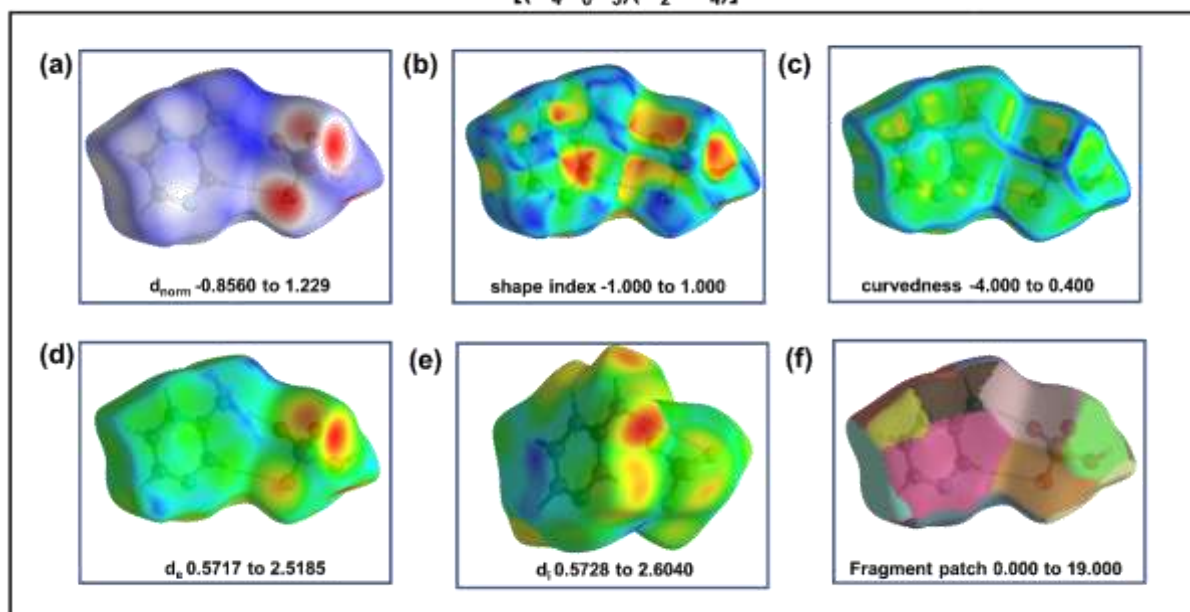 (a) (b) (c)
dnorm -0.8560 to 1.229 shape index -1.000 to 1.000 curvedness -4.000 to 0.400
(d) (e) (f)
de 0.5717 to 2.5185 di 0.5728 to 2.6040 Fragment patch 0.000 to 19.000